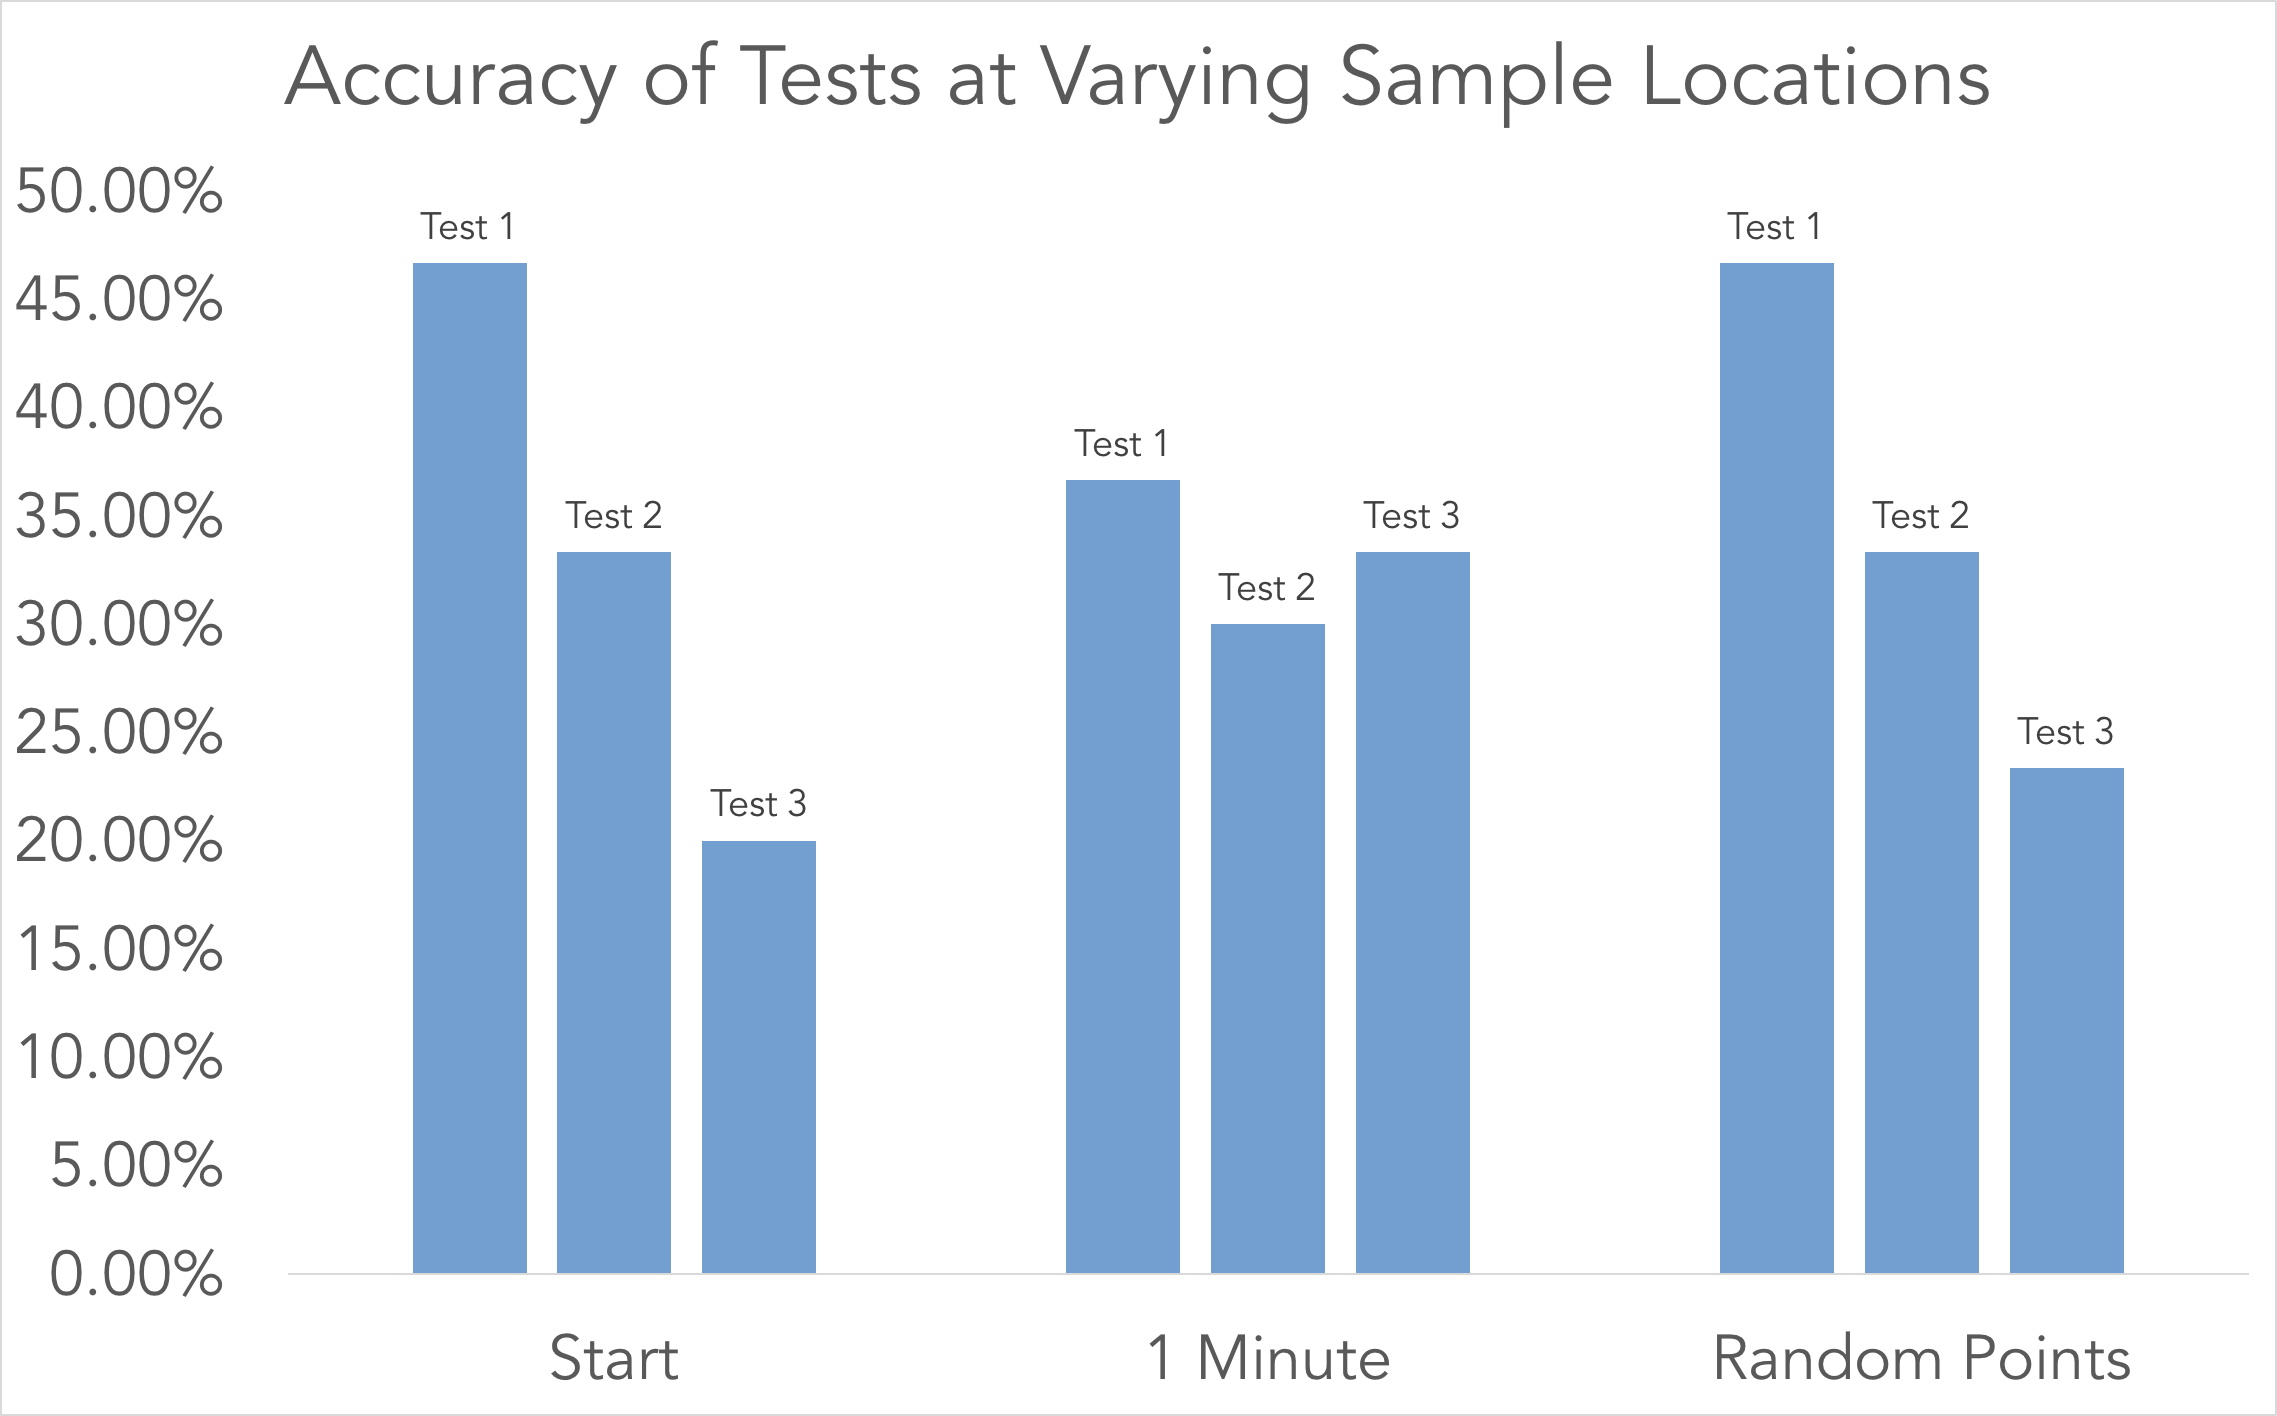 Accuracy of Tests at Varying Sample Locations
50.00%
45.00%
40.00%
35.00%
30.00%
25.00%
20.00%
15.00%
10.00%
5.00%
0.00%
Test 1
Test 2
Test 3
Test 1
Test 2
Test 3
Test 1
Test 2
Test 3
Start
1 Minute
Random Points